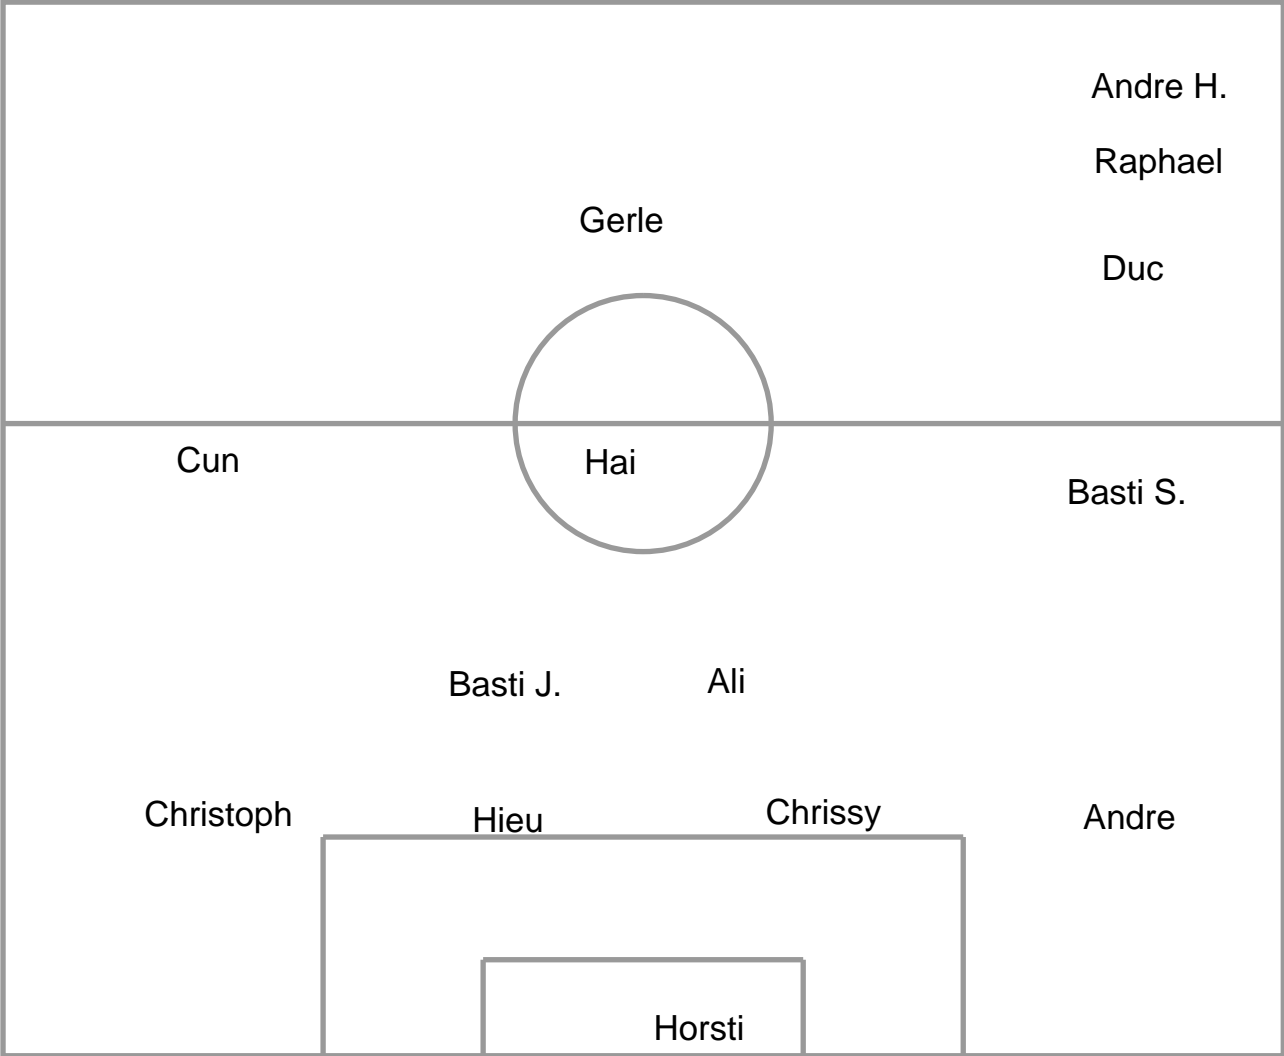 Andre H.
Raphael
Gerle
Duc
Cun
Hai
Basti S.
Basti J.
Ali
Christoph
Hieu
Chrissy
Andre
Horsti